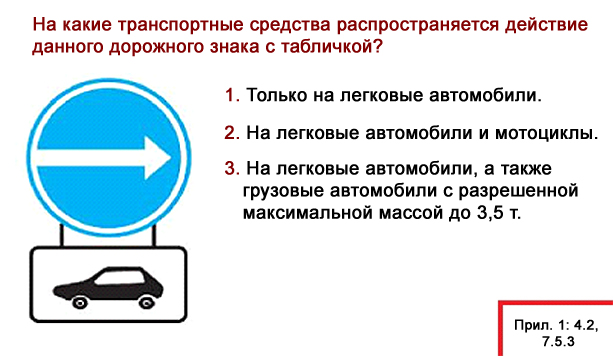 На какие транспортные средства распространяется действие
данного дорожного знака с табличкой?
1. Только на легковые автомобили.
2. На легковые автомобили и мотоциклы.
3. На легковые автомобили, а также
грузовые автомобили с разрешенной
максимальной массой до 3,5 т.
Прил. 1: 4.2,
7.5.3